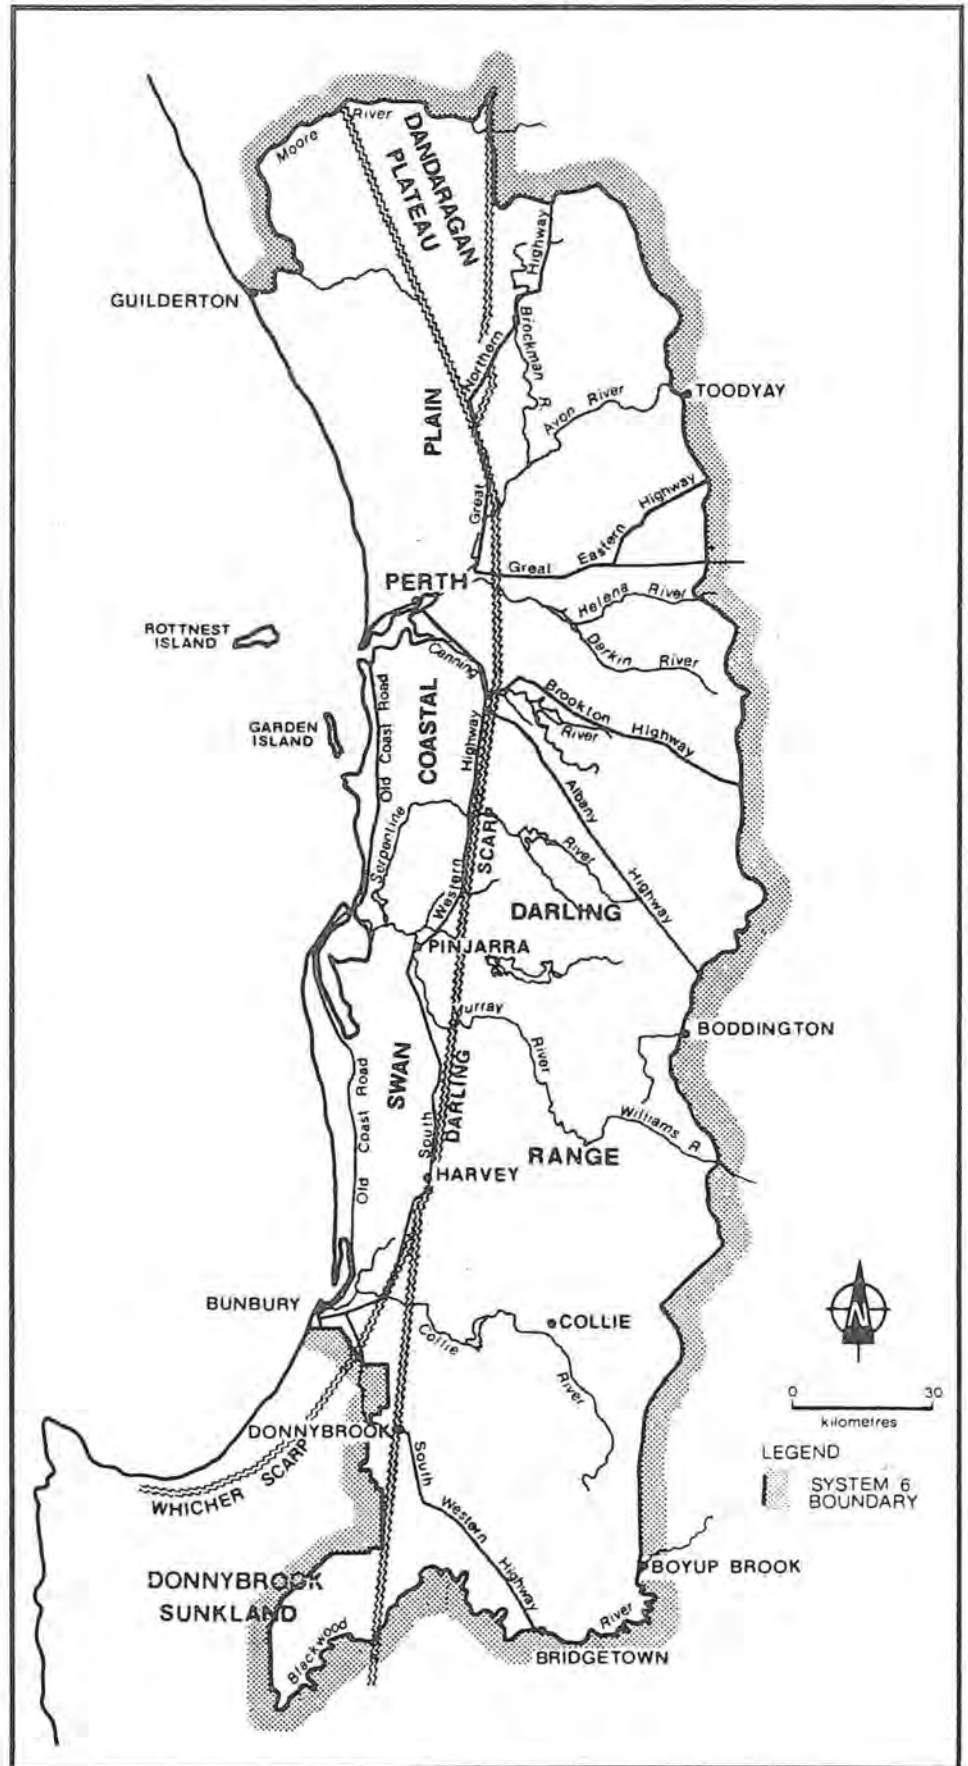 Moore River
DANDARAGAN
PLATEAU
GUILDERTON
Northern Highway
Brockman R.
Avon River
TOODYAY
PLAIN
Great
Great Eastern Highway
PERTH
Helena River
Darkin River
ROTTNEST
ISLAND
Canning
Brookton Highway
River
GARDEN
ISLAND
Old Coast Road
COASTAL
Highway
Albany
Highway
Serpentine
River
SCARP
Western
DARLING
PINJARRA
Murray
River
BODDINGTON
SWAN
DARLING
Old Coast Road
South
Williams R
RANGE
HARVEY
BUNBURY
Collie
River
COLLIE
N
0 30
kilometres
DONNYBROOK
WHICHER SCARP
South Western Highway
LEGEND
SYSTEM 6
BOUNDARY
DONNYBROOK
SUNKLAND
BOYUP BROOK
Blackwood
River
BRIDGETOWN